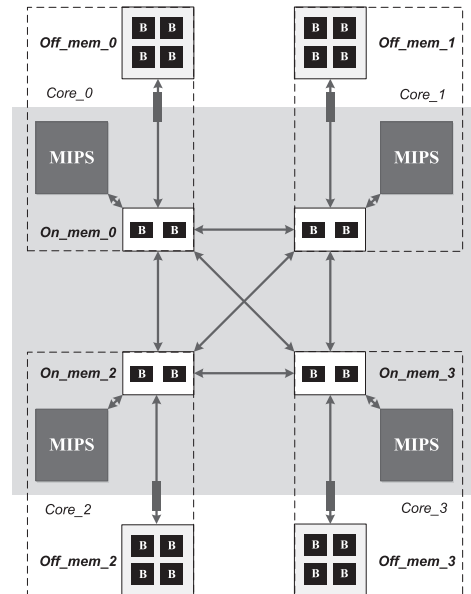 Off_mem_0 B B B B Off_mem_1
B B B B
Core_0 Core_1
MIPS MIPS
On_mem_0 B B B B
On_mem_2 B B B B On_mem_3
MIPS MIPS
Core_2 Core_3
B B B B
Off_mem_2 B B B B Off_mem_3